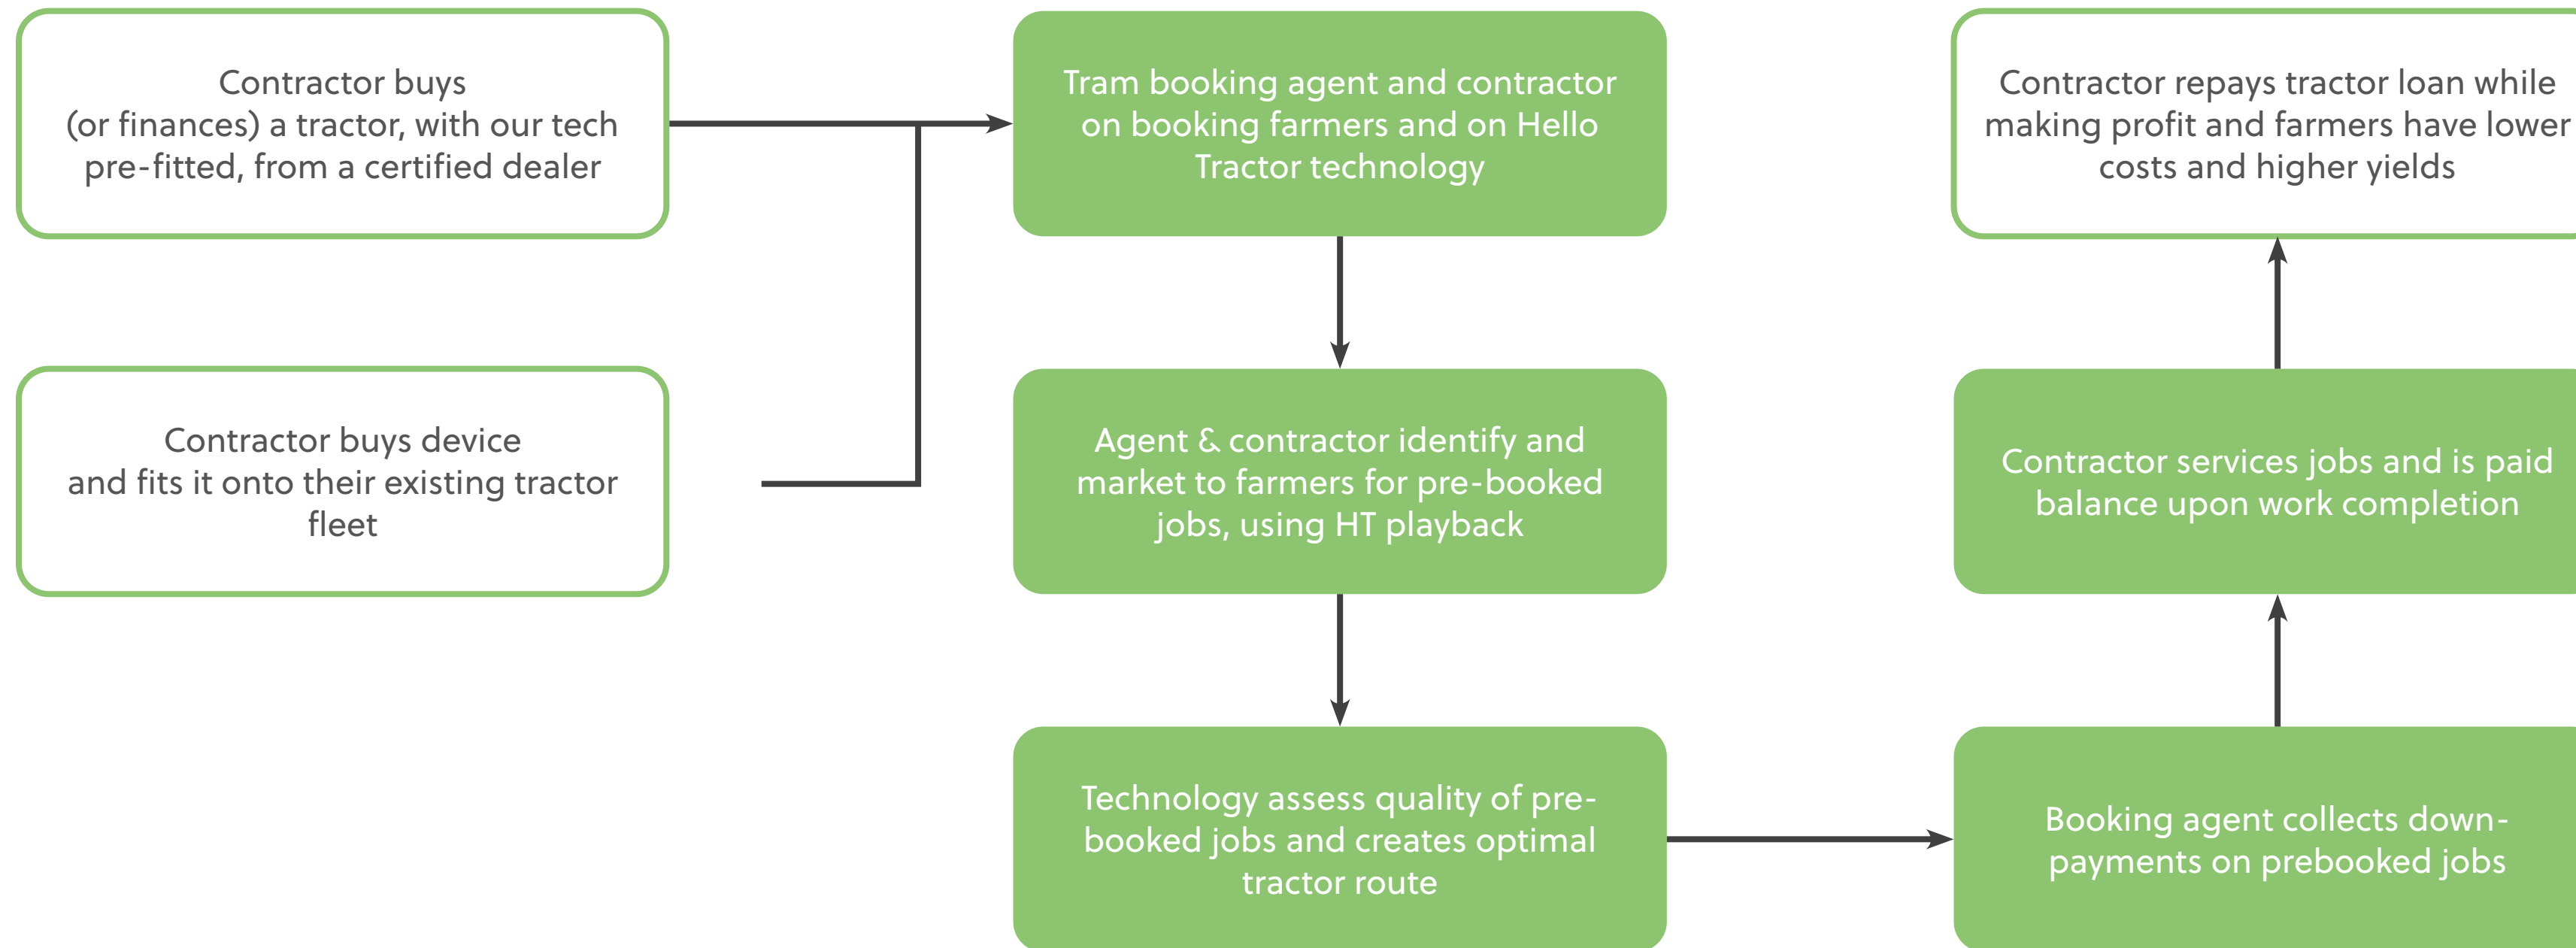 Contractor buys
(or finances) a tractor, with our tech
pre-fitted, from a certified dealer
Contractor buys device
and fits it onto their existing tractor
fleet
Tram booking agent and contractor
on booking farmers and on Hello
Tractor technology
Agent & contractor identify and
market to farmers for pre-booked
jobs, using HT playback
Technology assess quality of pre-
booked jobs and creates optimal
tractor route
Booking agent collects down-
payments on prebooked jobs
Contractor services jobs and is paid
balance upon work completion
Contractor repays tractor loan while
making profit and farmers have lower
costs and higher yields